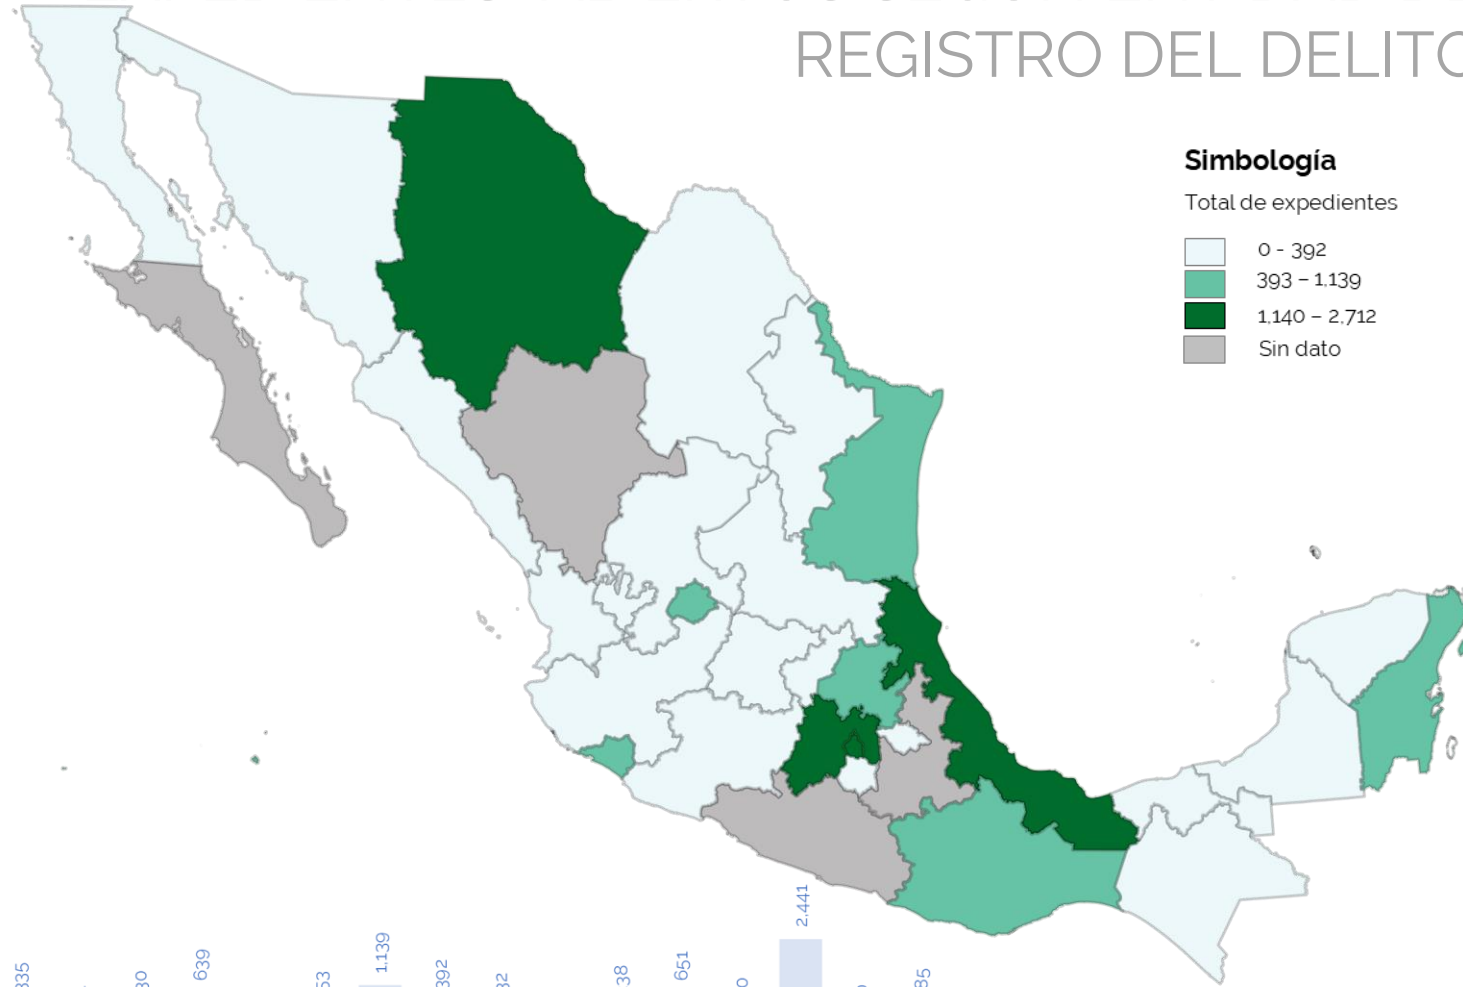 REGISTRO DEL DELITO
Simbología
Total de expedientes
0 - 392
393 – 1.139
1,140 – 2,712
Sin dato
2.441
1.139
651
639
392